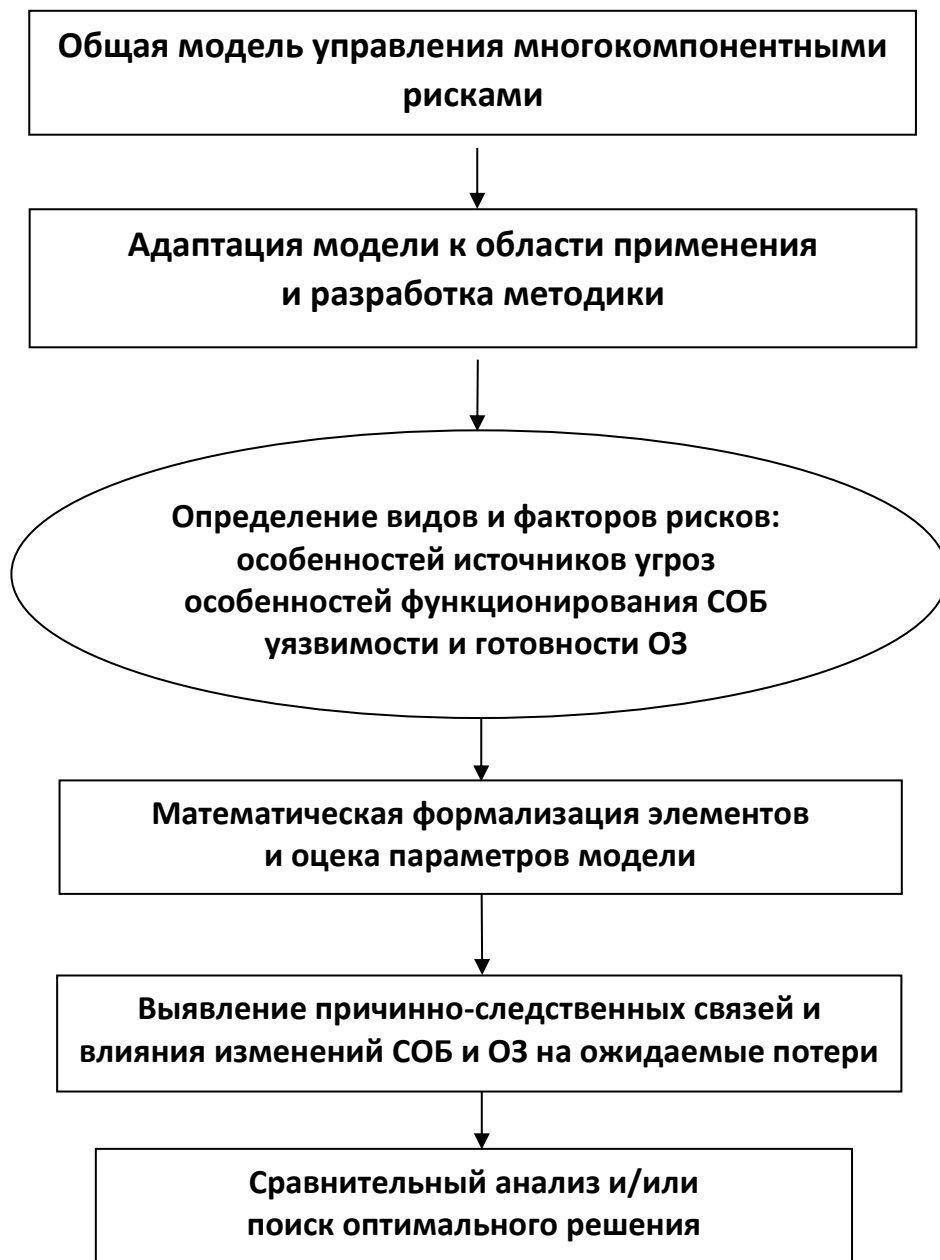 Общая модель управления многокомпонентными
рисками
Адаптация модели к области применения
и разработка методики
Определение видов и факторов рисков:
особенностей источников угроз
особенностей функционирования СОБ
уязвимости и готовности ОЗ
Математическая формализация элементов
и оцека параметров модели
Выявление причинно-следственных связей и
влияния изменений СОБ и ОЗ на ожидаемые потери
Сравнительный анализ и/или
поиск оптимального решения